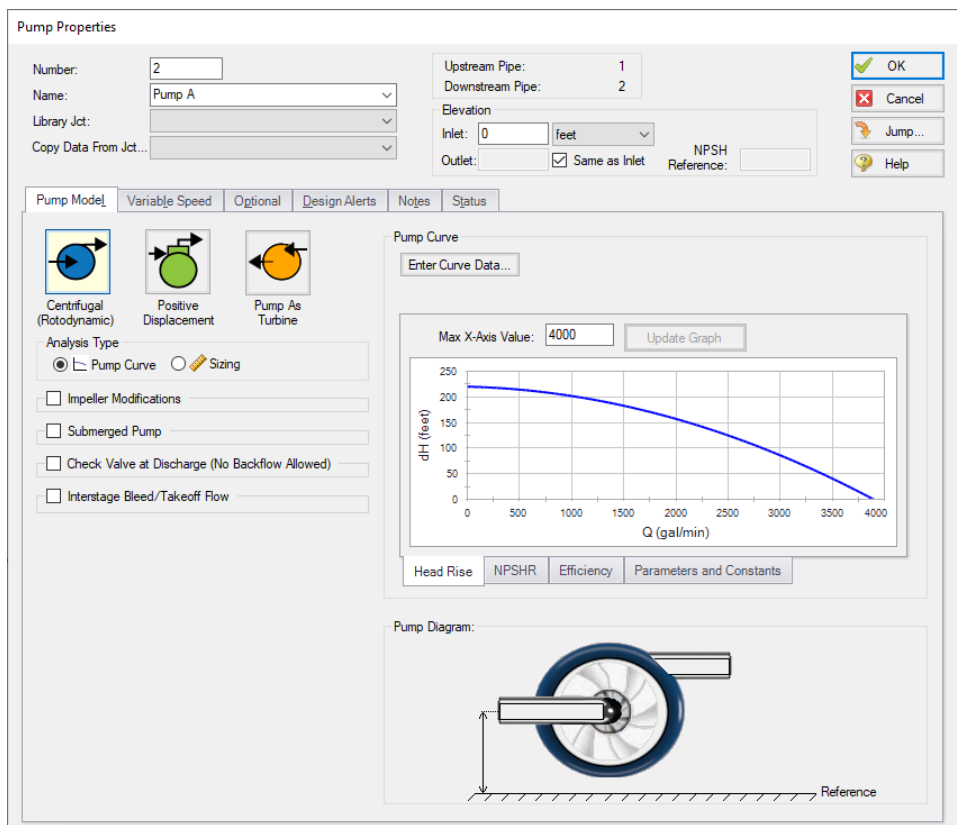 Pump Properties
Number: 2
Name: Pump A
Library Jct:
Copy Data From Jct...
Upstream Pipe: 1
Downstream Pipe: 2
Elevation
Inlet: 0 feet
Outlet: Same as Inlet
NPSH
Reference:
OK
Cancel
Jump...
Help
Pump Model Variable Speed Optional Design Alerts Notes Status
Centrifugal
(Rotodynamic)
Positive
Displacement
Pump As
Turbine
Analysis Type
Pump Curve Sizing
Impeller Modifications
Submerged Pump
Check Valve at Discharge (No Backflow Allowed)
Interstage Bleed/Takeoff Flow
Pump Curve
Enter Curve Data...
Max X-Axis Value: 4000 Update Graph
250
200
150
100
50
0
dH (feet)
0 500 1000 1500 2000 2500 3000 3500 4000
Q (gal/min)
Head Rise NPSHR Efficiency Parameters and Constants
Pump Diagram:
Reference